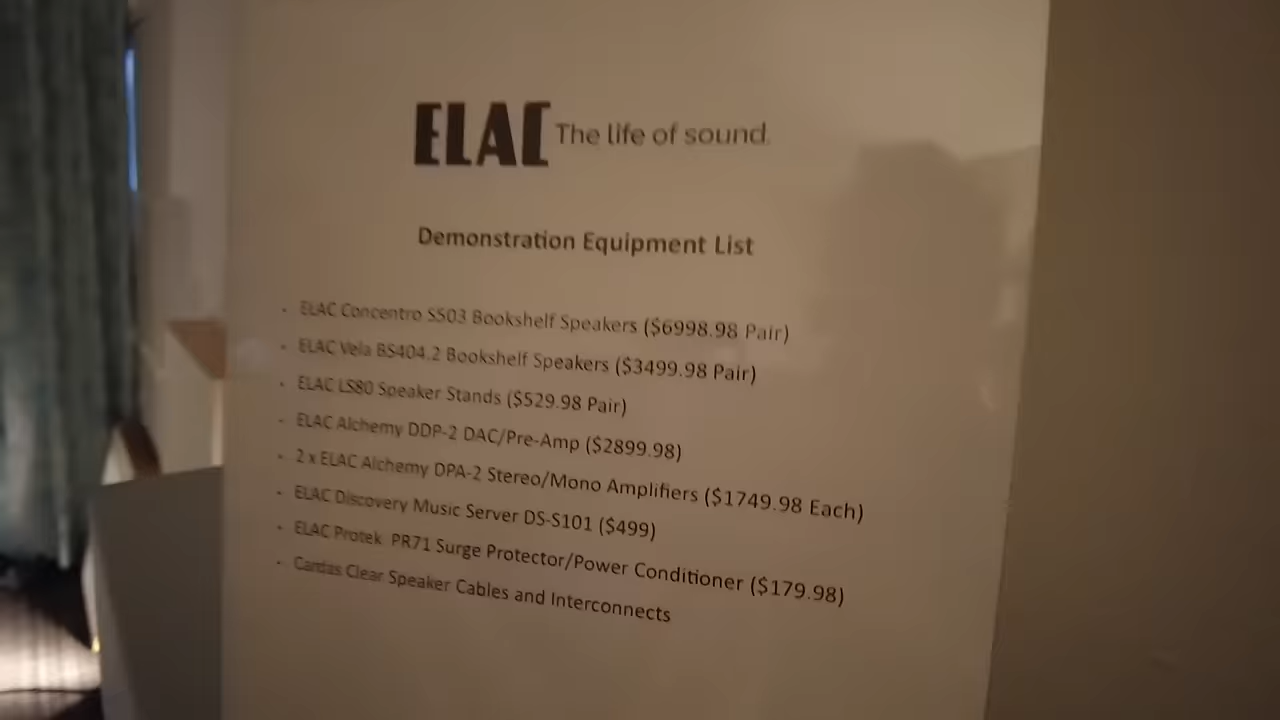 ELAC The life of sound.
Demonstration Equipment List
• ELAC Concentro S503 Bookshelf Speakers ($6998.98 Pair)
• ELAC Vela BS404.2 Bookshelf Speakers ($3499.98 Pair)
• ELAC LS80 Speaker Stands ($529.98 Pair)
• ELAC Alchemy DDP-2 DAC/Pre-Amp ($2899.98)
• 2 x ELAC Alchemy DPA-2 Stereo/Mono Amplifiers ($1749.98 Each)
• ELAC Discovery Music Server DS-S101 ($499)
• ELAC Protek PR71 Surge Protector/Power Conditioner ($179.98)
• Cardas Clear Speaker Cables and Interconnects